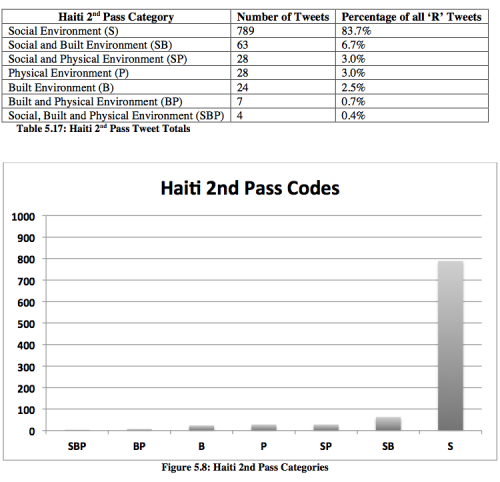 Haiti 2nd Pass Category Number of Tweets Percentage of all ‘R’ Tweets
Social Environment (S) 789 83.7%
Social and Built Environment (SB) 63 6.7%
Social and Physical Environment (SP) 28 3.0%
Physical Environment (P) 28 3.0%
Built Environment (B) 24 2.5%
Built and Physical Environment (BP) 7 0.7%
Social, Built and Physical Environment (SBP) 4 0.4%
Table 5.17: Haiti 2nd Pass Tweet Totals
Haiti 2nd Pass Codes
1000
900
800
700
600
500
400
300
200
100
0
SBP BP B P SP SB S
Figure 5.8: Haiti 2nd Pass Categories